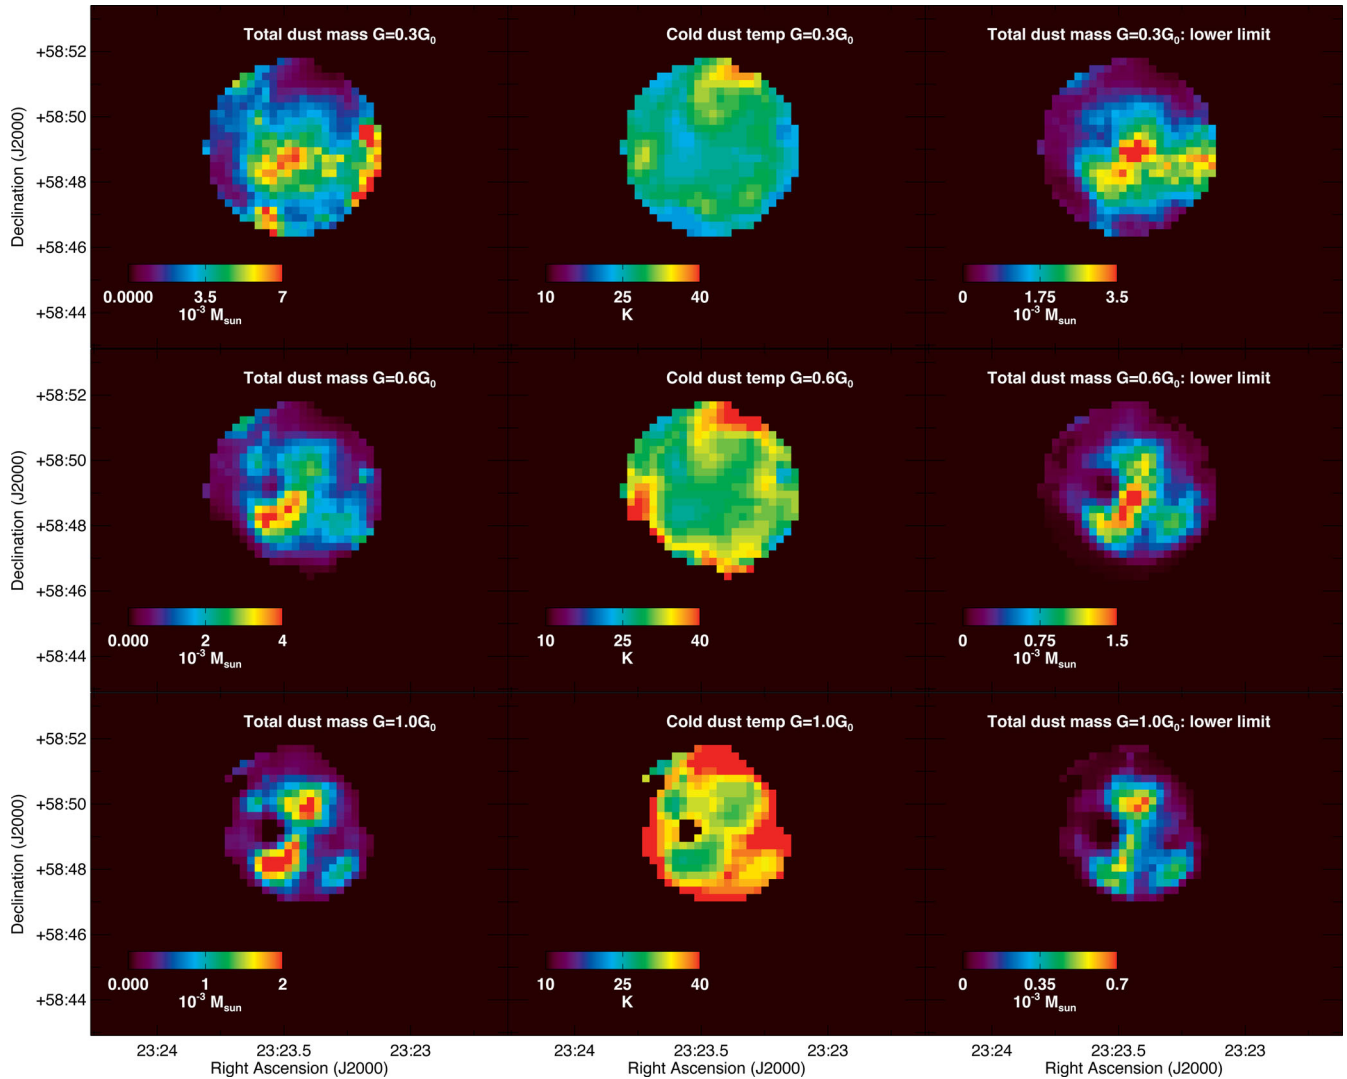 Total dust mass G=0.3G₀
Cold dust temp G=0.3G₀
Total dust mass G=0.3G₀: lower limit
+58:52
+58:50
+58:48
+58:46
+58:44
Declination (J2000)
0.0000 3.5 7
10⁻³ Mₛᵤₙ
10 25 40
K
0 1.75 3.5
10⁻³ Mₛᵤₙ
Total dust mass G=0.6G₀
Cold dust temp G=0.6G₀
Total dust mass G=0.6G₀: lower limit
+58:52
+58:50
+58:48
+58:46
+58:44
Declination (J2000)
0.000 2 4
10⁻³ Mₛᵤₙ
10 25 40
K
0 0.75 1.5
10⁻³ Mₛᵤₙ
Total dust mass G=1.0G₀
Cold dust temp G=1.0G₀
Total dust mass G=1.0G₀: lower limit
+58:52
+58:50
+58:48
+58:46
+58:44
Declination (J2000)
0.000 1 2
10⁻³ Mₛᵤₙ
10 25 40
K
0 0.35 0.7
10⁻³ Mₛᵤₙ
23:24 23:23.5 23:23
23:24 23:23.5 23:23
23:24 23:23.5 23:23
Right Ascension (J2000)
Right Ascension (J2000)
Right Ascension (J2000)